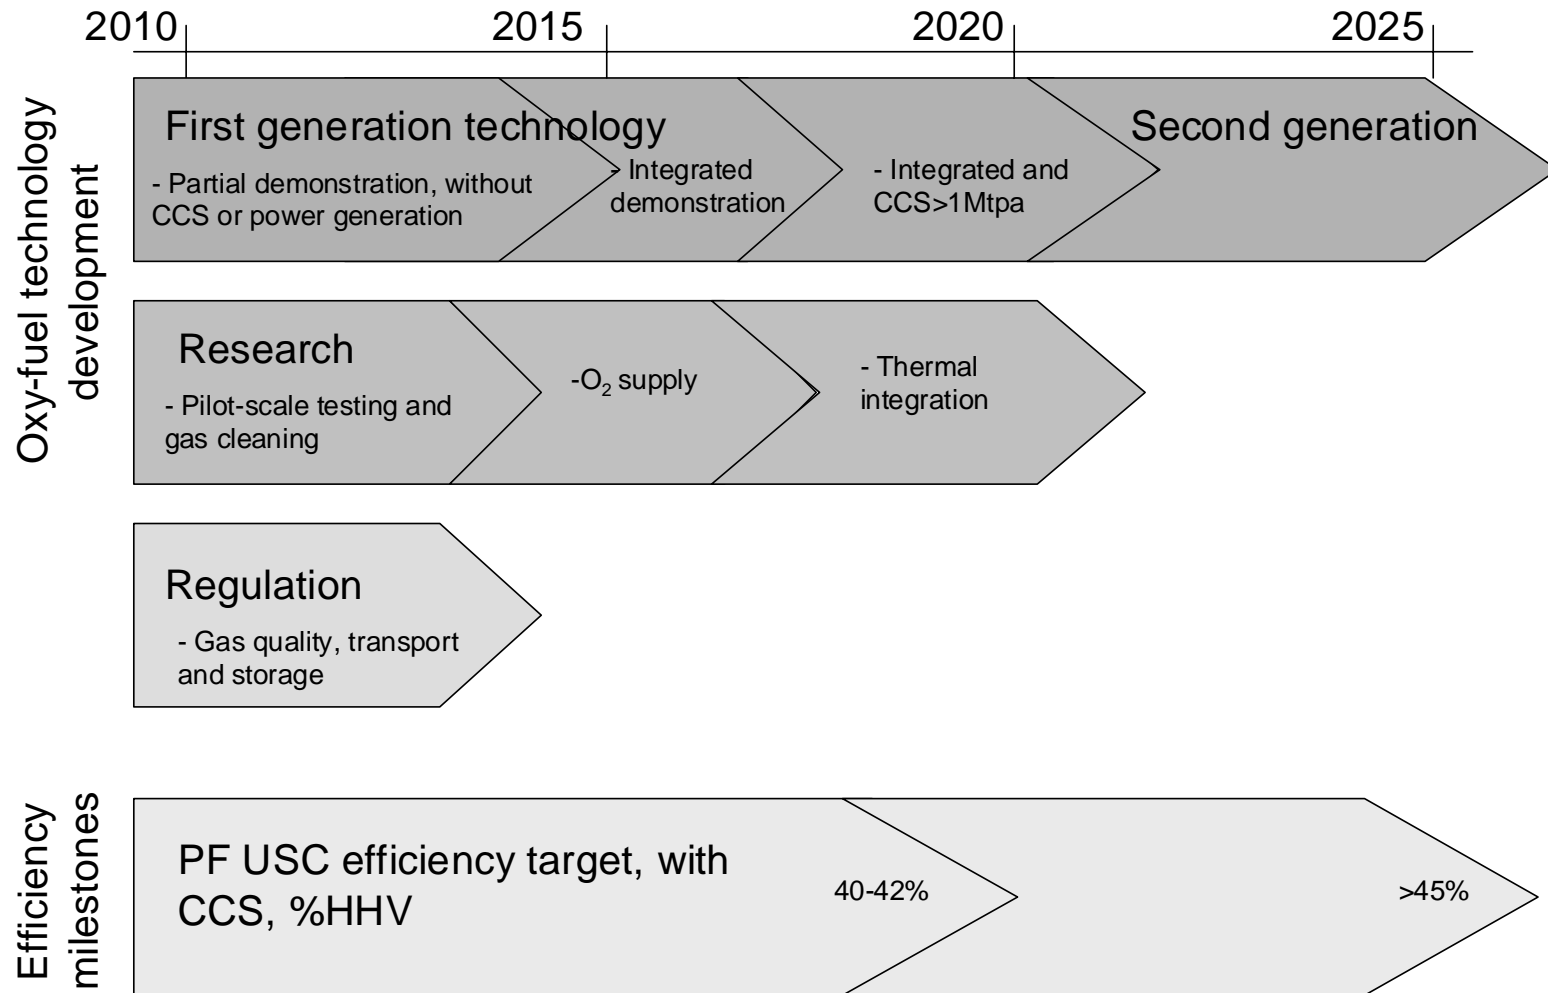 2010 2015 2020 2025
Oxy-fuel technology
development
First generation technology
- Partial demonstration, without
CCS or power generation
- Integrated
demonstration
- Integrated and
CCS>1Mtpa
Second generation
Research
- Pilot-scale testing and
gas cleaning
-O₂ supply
- Thermal
integration
Regulation
- Gas quality, transport
and storage
Efficiency
milestones
PF USC efficiency target, with
CCS, %HHV
40-42%
>45%